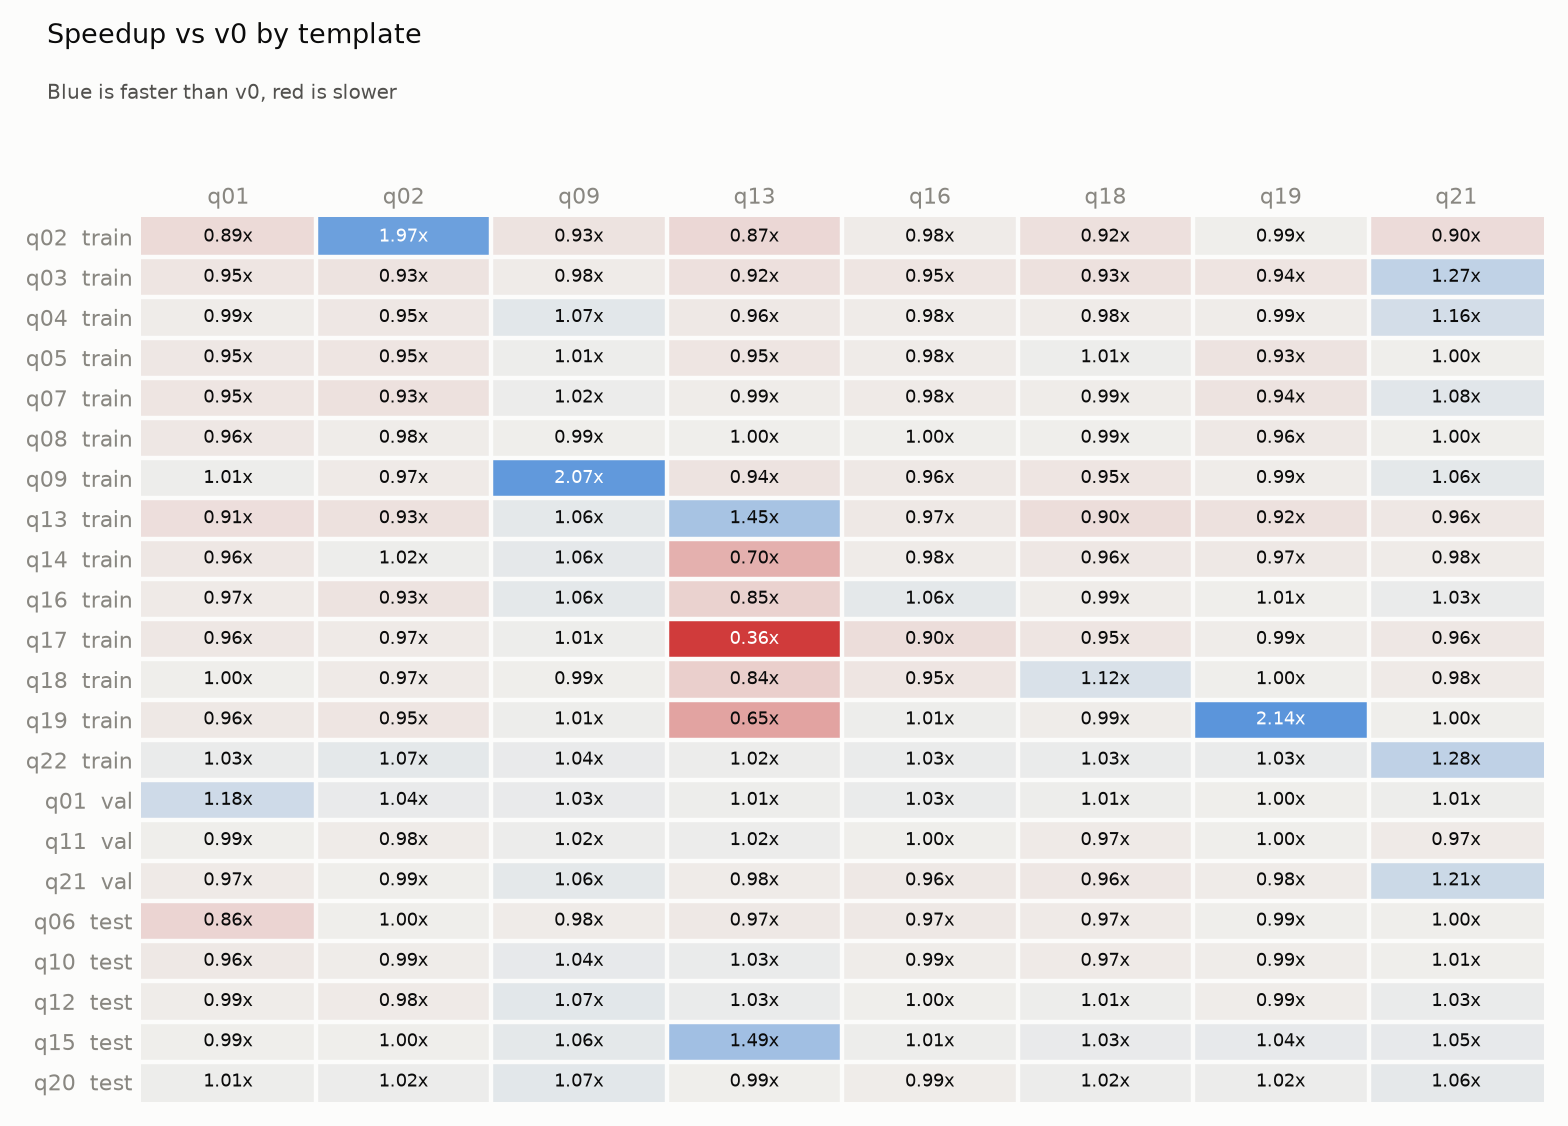 Speedup vs v0 by template
Blue is faster than v0, red is slower
q01 q02 q09 q13 q16 q18 q19 q21
q02 train 0.89x 1.97x 0.93x 0.87x 0.98x 0.92x 0.99x 0.90x
q03 train 0.95x 0.93x 0.98x 0.92x 0.95x 0.93x 0.94x 1.27x
q04 train 0.99x 0.95x 1.07x 0.96x 0.98x 0.98x 0.99x 1.16x
q05 train 0.95x 0.95x 1.01x 0.95x 0.98x 1.01x 0.93x 1.00x
q07 train 0.95x 0.93x 1.02x 0.99x 0.98x 0.99x 0.94x 1.08x
q08 train 0.96x 0.98x 0.99x 1.00x 1.00x 0.99x 0.96x 1.00x
q09 train 1.01x 0.97x 2.07x 0.94x 0.96x 0.95x 0.99x 1.06x
q13 train 0.91x 0.93x 1.06x 1.45x 0.97x 0.90x 0.92x 0.96x
q14 train 0.96x 1.02x 1.06x 0.70x 0.98x 0.96x 0.97x 0.98x
q16 train 0.97x 0.93x 1.06x 0.85x 1.06x 0.99x 1.01x 1.03x
q17 train 0.96x 0.97x 1.01x 0.36x 0.90x 0.95x 0.99x 0.96x
q18 train 1.00x 0.97x 0.99x 0.84x 0.95x 1.12x 1.00x 0.98x
q19 train 0.96x 0.95x 1.01x 0.65x 1.01x 0.99x 2.14x 1.00x
q22 train 1.03x 1.07x 1.04x 1.02x 1.03x 1.03x 1.03x 1.28x
q01 val 1.18x 1.04x 1.03x 1.01x 1.03x 1.01x 1.00x 1.01x
q11 val 0.99x 0.98x 1.02x 1.02x 1.00x 0.97x 1.00x 0.97x
q21 val 0.97x 0.99x 1.06x 0.98x 0.96x 0.96x 0.98x 1.21x
q06 test 0.86x 1.00x 0.98x 0.97x 0.97x 0.97x 0.99x 1.00x
q10 test 0.96x 0.99x 1.04x 1.03x 0.99x 0.97x 0.99x 1.01x
q12 test 0.99x 0.98x 1.07x 1.03x 1.00x 1.01x 0.99x 1.03x
q15 test 0.99x 1.00x 1.06x 1.49x 1.01x 1.03x 1.04x 1.05x
q20 test 1.01x 1.02x 1.07x 0.99x 0.99x 1.02x 1.02x 1.06x